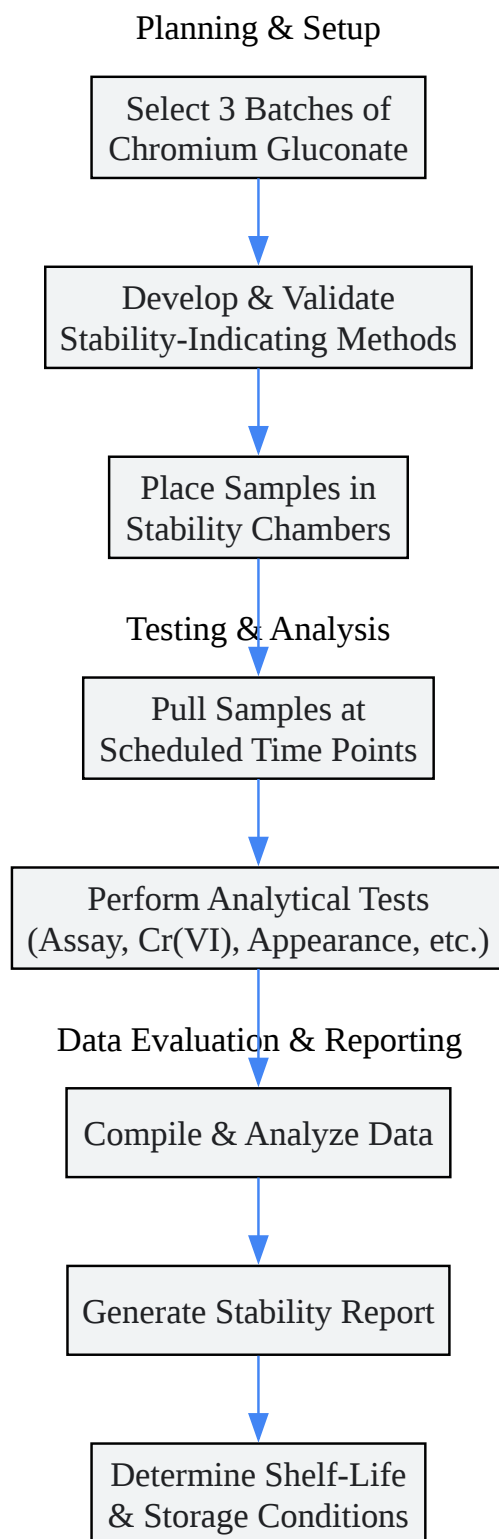 Planning & Setup
Select 3 Batches of
Chromium Gluconate
Develop & Validate
Stability-Indicating Methods
Place Samples in
Stability Chambers
Testing & Analysis
Pull Samples at
Scheduled Time Points
Perform Analytical Tests
(Assay, Cr(VI), Appearance, etc.)
Data Evaluation & Reporting
Compile & Analyze Data
Generate Stability Report
Determine Shelf-Life
& Storage Conditions